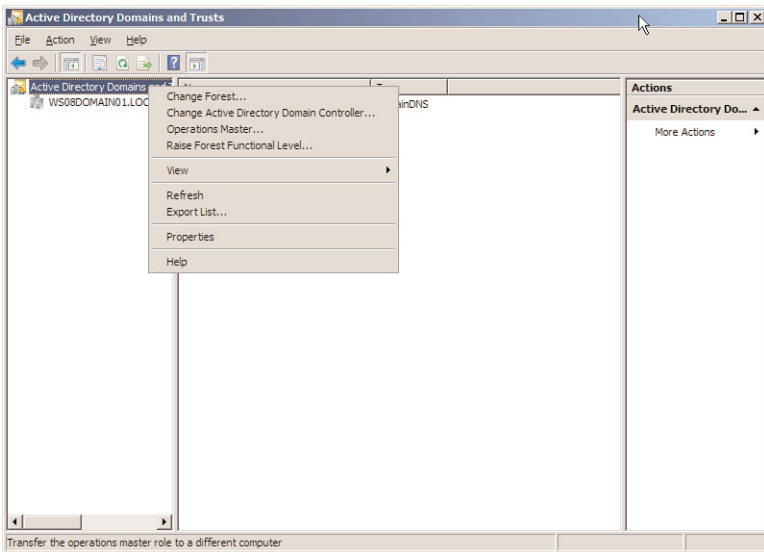 Active Directory Domains and Trusts
File Action View Help
Active Directory Domains and T
WS08DOMAIN01.LOC
ainDNS
Change Forest...
Change Active Directory Domain Controller...
Operations Master...
Raise Forest Functional Level...
View
Refresh
Export List...
Properties
Help
Actions
Active Directory Do...
More Actions
Transfer the operations master role to a different computer